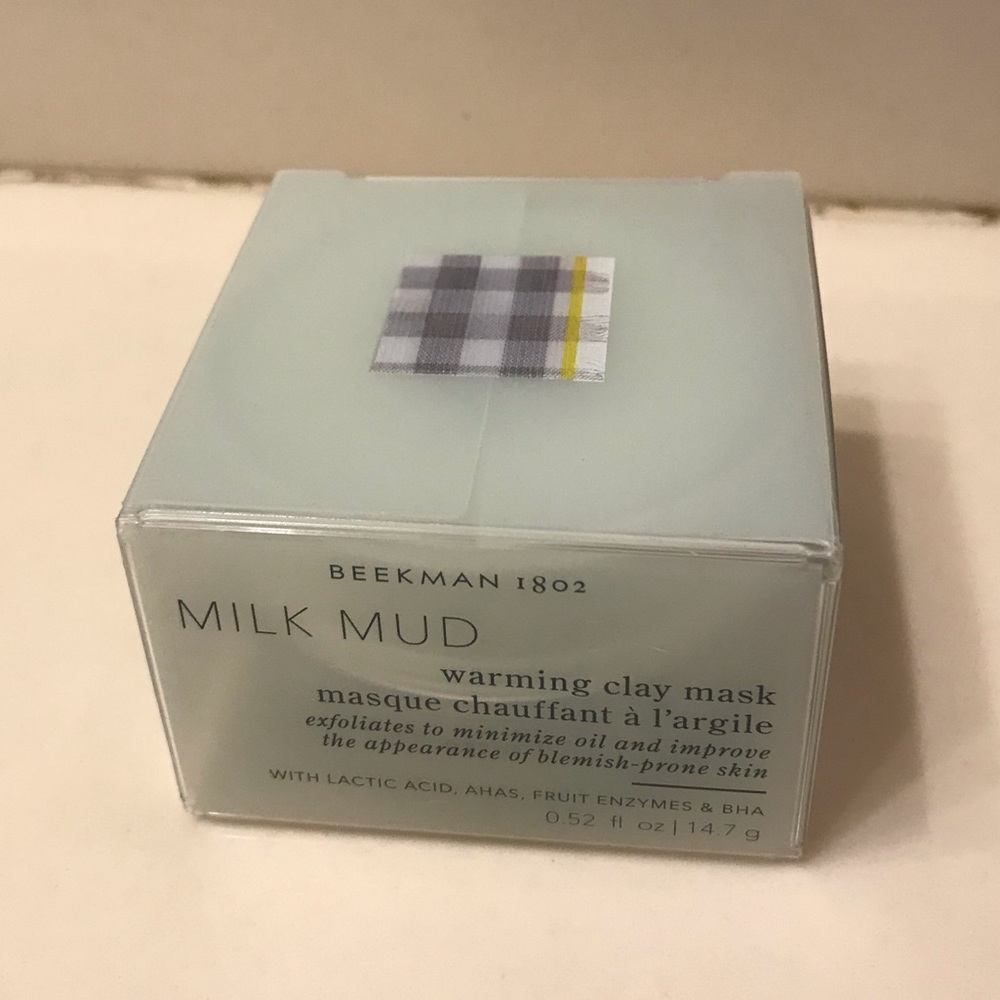 BEEKMAN 1802
MILK MUD
warming clay mask
masque chauffant à l'argile
exfoliates to minimize oil and improve
the appearance of blemish-prone skin
WITH LACTIC ACID, AHAS, FRUIT ENZYMES & BHA
0.52 fl oz | 14.7 g